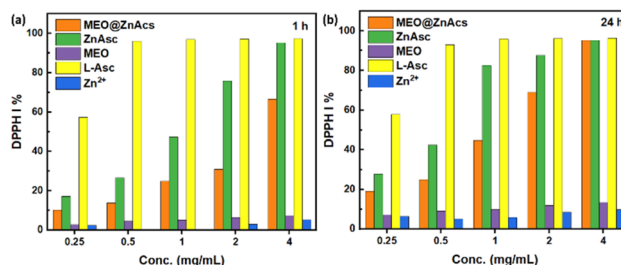 (a)
1 h
MEO@ZnAcs
ZnAsc
MEO
L-Asc
Zn²⁺
DPPH I %
100
80
60
40
20
0
0.25 0.5 1 2 4
Conc. (mg/mL)
(b)
24 h
MEO@ZnAsc
ZnAsc
MEO
L-Asc
Zn²⁺
DPPH I %
100
80
60
40
20
0
0.25 0.5 1 2 4
Conc. (mg/mL)